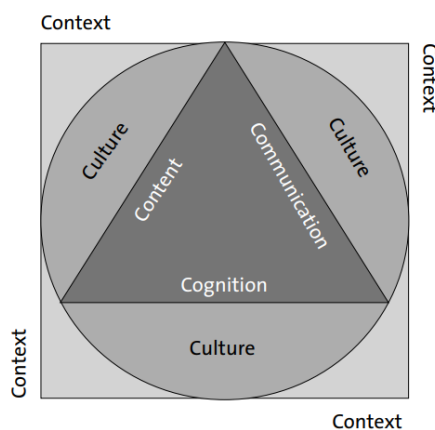 Context
Context
Culture
Culture
Content
Communication
Cognition
Culture
Context
Context